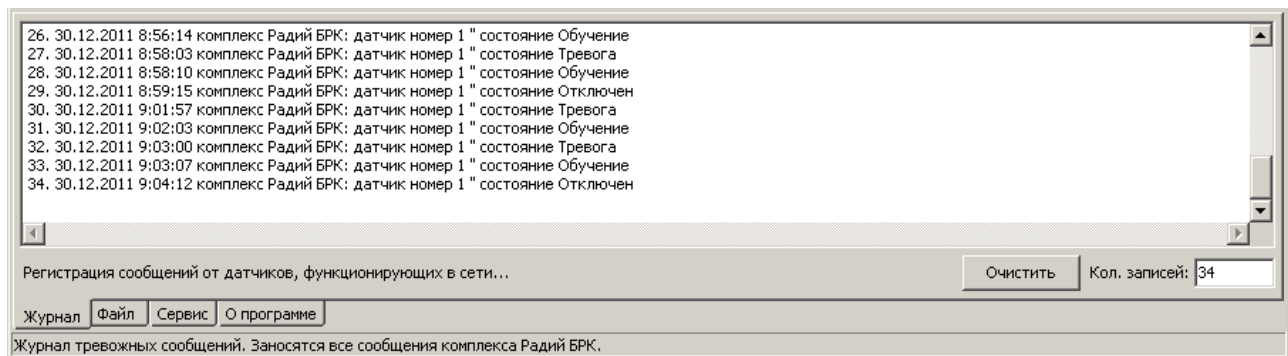 26. 30.12.2011 8:56:14 комплекс Радий БРК: датчик номер 1 " состояние Обучение
27. 30.12.2011 8:58:03 комплекс Радий БРК: датчик номер 1 " состояние Тревога
28. 30.12.2011 8:58:10 комплекс Радий БРК: датчик номер 1 " состояние Обучение
29. 30.12.2011 8:59:15 комплекс Радий БРК: датчик номер 1 " состояние Отключен
30. 30.12.2011 9:01:57 комплекс Радий БРК: датчик номер 1 " состояние Тревога
31. 30.12.2011 9:02:03 комплекс Радий БРК: датчик номер 1 " состояние Обучение
32. 30.12.2011 9:03:00 комплекс Радий БРК: датчик номер 1 " состояние Тревога
33. 30.12.2011 9:03:07 комплекс Радий БРК: датчик номер 1 " состояние Обучение
34. 30.12.2011 9:04:12 комплекс Радий БРК: датчик номер 1 " состояние Отключен
Регистрация сообщений от датчиков, функционирующих в сети... Очистить Кол. записей: 34
Журнал Файл Сервис О программе
Журнал тревожных сообщений. Заносятся все сообщения комплекса Радий БРК.